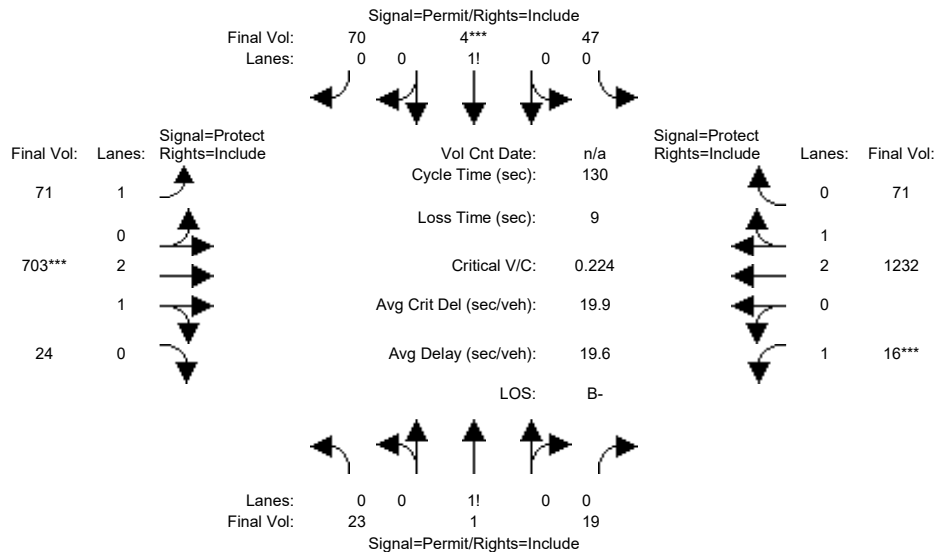 Signal=Permit/Rights=Include
Final Vol: 70 4*** 47
Lanes: 0 0 1! 0 0
Signal=Protect
Final Vol: Lanes: Rights=Include
Vol Cnt Date: n/a
Signal=Protect
Rights=Include Lanes: Final Vol:
Cycle Time (sec): 130
71 1
0 71
Loss Time (sec): 9
0
1
703*** 2
Critical V/C: 0.224
2 1232
1
Avg Crit Del (sec/veh): 19.9
0
24 0
Avg Delay (sec/veh): 19.6
1 16***
LOS: B-
Lanes: 0 0 1! 0 0
Final Vol: 23 1 19
Signal=Permit/Rights=Include